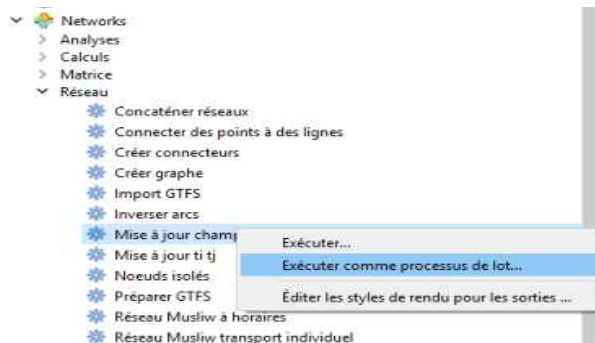 Networks
Analyses
Calculs
Matrice
Réseau
Concaténer réseaux
Connecter des points à des lignes
Créer connecteurs
Créer graphe
Import GTFS
Inverser arcs
Mise à jour champ
Exécuter...
Mise à jour ti tj
Exécuter comme processus de lot...
Noeuds isolés
Préparer GTFS
Éditer les styles de rendu pour les sorties ...
Réseau Musliw à horaires
Réseau Musliw transport individuel